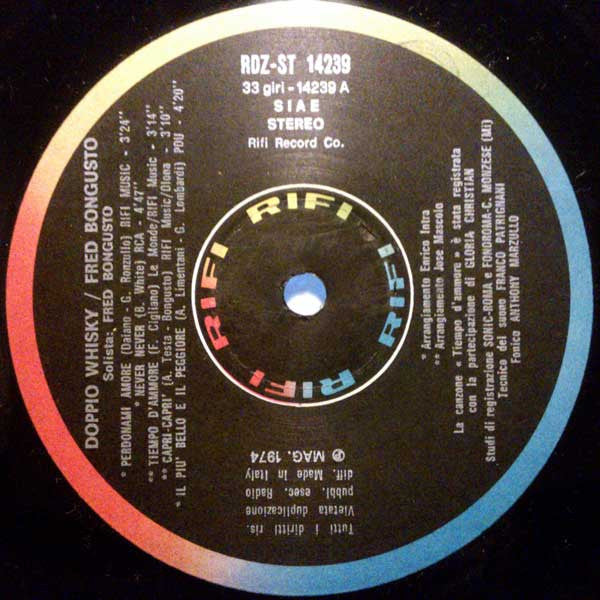 RDZ-ST 14239
33 giri - 14239 A
S I A E
STEREO
Rifi Record Co.
DOPPIO WHISKY / FRED BONGUSTO
Solista: FRED BONGUSTO
* PERDONAMI AMORE (Daiano - G. Ronzullo) RIFI MUSIC - 3'24"
* NEVER NEVER (B. White) RCA - 4'47"
** TIEMPO D'AMMORE (F. Cigliano) Le Monde/RIFI Music - 3'14"
** CAPRI-CAPRI' (A. Testa - Bongusto) RIFI Music/Olona - 3'10"
* IL PIU' BELLO E IL PEGGIORE (A. Limentani - G. Lombardi) PDU - 4'20"
RIFI RIFI RIFI RIFI RIFI
* Arrangiamento Enrico Intra
** Arrangiamento Jose Mascolo
La canzone « Tiempo d'ammore » è stata registrata
con la partecipazione di GLORIA CHRISTIAN
Studi di registrazione SONIC-ROMA e FONOROMA-C. MONZESE (MI)
Tecnico del suono FRANCO PATRIGNANI
Fonico ANTHONY MARZULLO
Ⓟ MAG. 1974
Tutti i diritti ris.
Vietata duplicazione
pubbl. esec. Radio
diff. Made in Italy